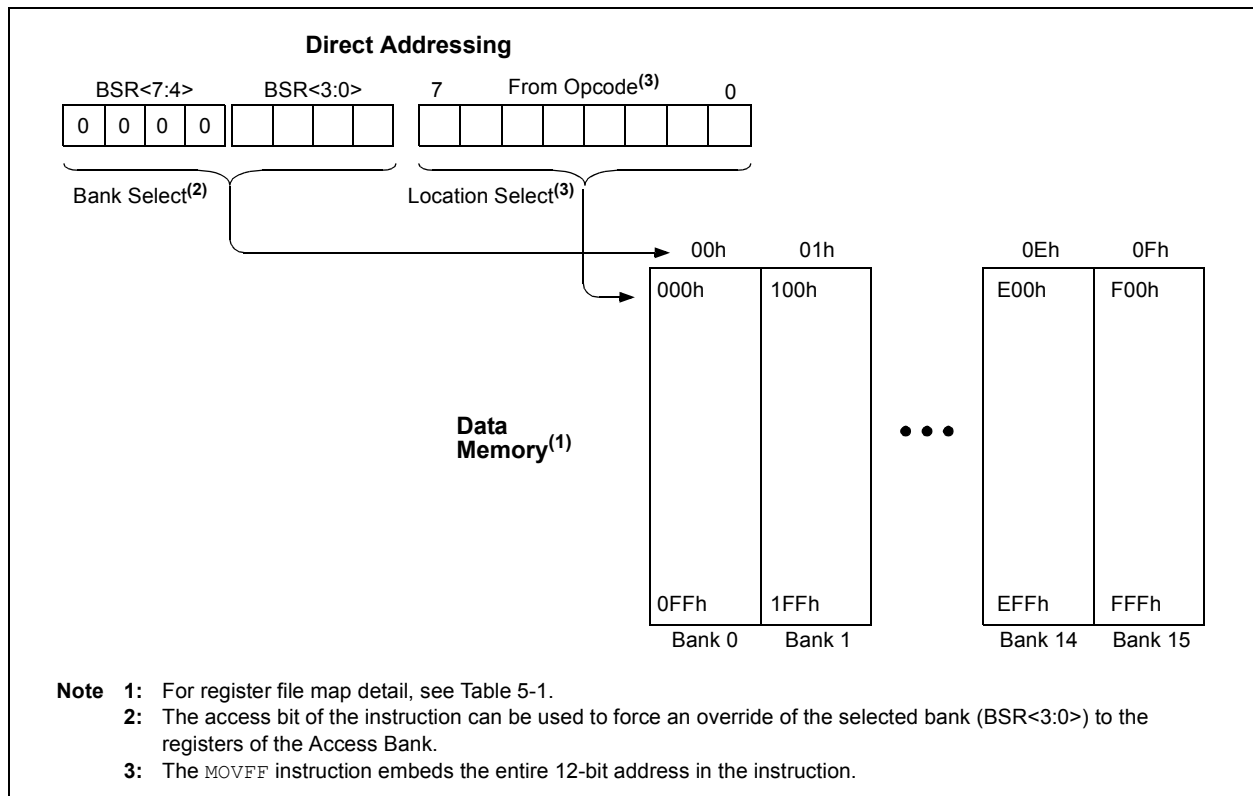 Direct Addressing
BSR<7:4> BSR<3:0> 7 From Opcode(3) 0
0 0 0 0
Bank Select(2) Location Select(3)
00h 01h 0Eh 0Fh
000h 100h E00h F00h
Data
Memory(1)
0FFh 1FFh EFFh FFFh
Bank 0 Bank 1 Bank 14 Bank 15
Note 1: For register file map detail, see Table 5-1.
2: The access bit of the instruction can be used to force an override of the selected bank (BSR<3:0>) to the
registers of the Access Bank.
3: The MOVFF instruction embeds the entire 12-bit address in the instruction.